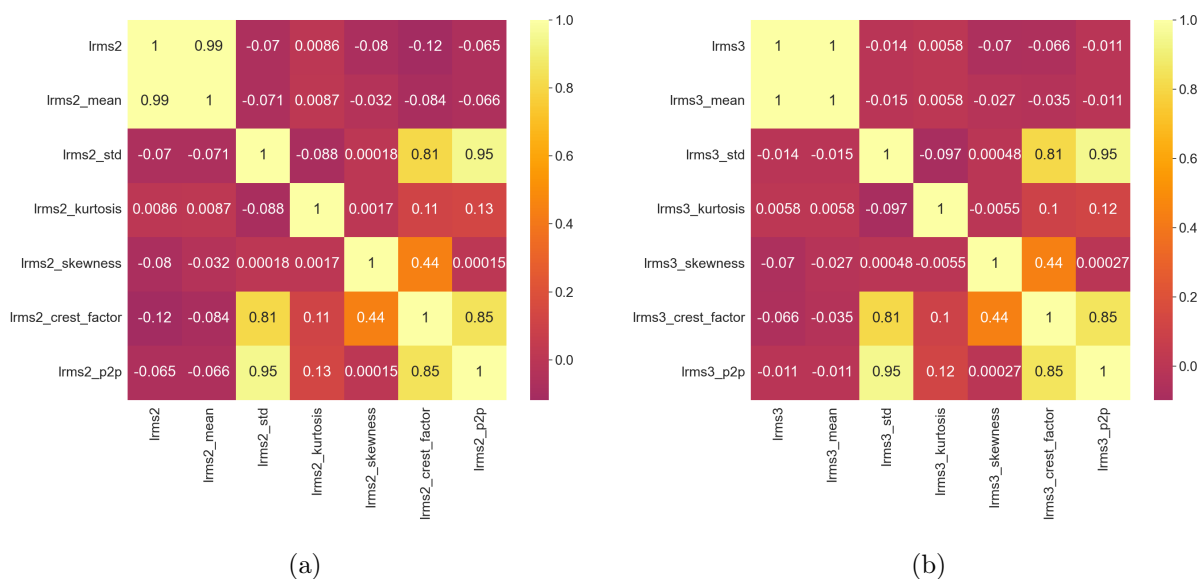 Irms2 1 0.99 -0.07 0.0086 -0.08 -0.12 -0.065
Irms2_mean 0.99 1 -0.071 0.0087 -0.032 -0.084 -0.066
Irms2_std -0.07 -0.071 1 -0.088 0.00018 0.81 0.95
Irms2_kurtosis 0.0086 0.0087 -0.088 1 0.0017 0.11 0.13
Irms2_skewness -0.08 -0.032 0.00018 0.0017 1 0.44 0.00015
Irms2_crest_factor -0.12 -0.084 0.81 0.11 0.44 1 0.85
Irms2_p2p -0.065 -0.066 0.95 0.13 0.00015 0.85 1
Irms2
Irms2_mean
Irms2_std
Irms2_kurtosis
Irms2_skewness
Irms2_crest_factor
Irms2_p2p
1.0
0.8
0.6
0.4
0.2
0.0
(a)
Irms3 1 1 -0.014 0.0058 -0.07 -0.066 -0.011
Irms3_mean 1 1 -0.015 0.0058 -0.027 -0.035 -0.011
Irms3_std -0.014 -0.015 1 -0.097 0.00048 0.81 0.95
Irms3_kurtosis 0.0058 0.0058 -0.097 1 -0.0055 0.1 0.12
Irms3_skewness -0.07 -0.027 0.00048 -0.0055 1 0.44 0.00027
Irms3_crest_factor -0.066 -0.035 0.81 0.1 0.44 1 0.85
Irms3_p2p -0.011 -0.011 0.95 0.12 0.00027 0.85 1
Irms3
Irms3_mean
Irms3_std
Irms3_kurtosis
Irms3_skewness
Irms3_crest_factor
Irms3_p2p
1.0
0.8
0.6
0.4
0.2
0.0
(b)